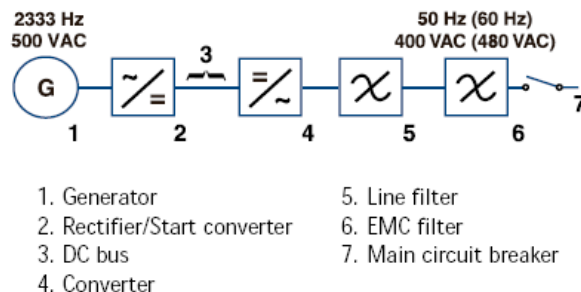 2333 Hz
500 VAC
50 Hz (60 Hz)
400 VAC (480 VAC)
3
G
~/=
=/~
1
2
4
5
6
7
1. Generator
2. Rectifier/Start converter
3. DC bus
4. Converter
5. Line filter
6. EMC filter
7. Main circuit breaker